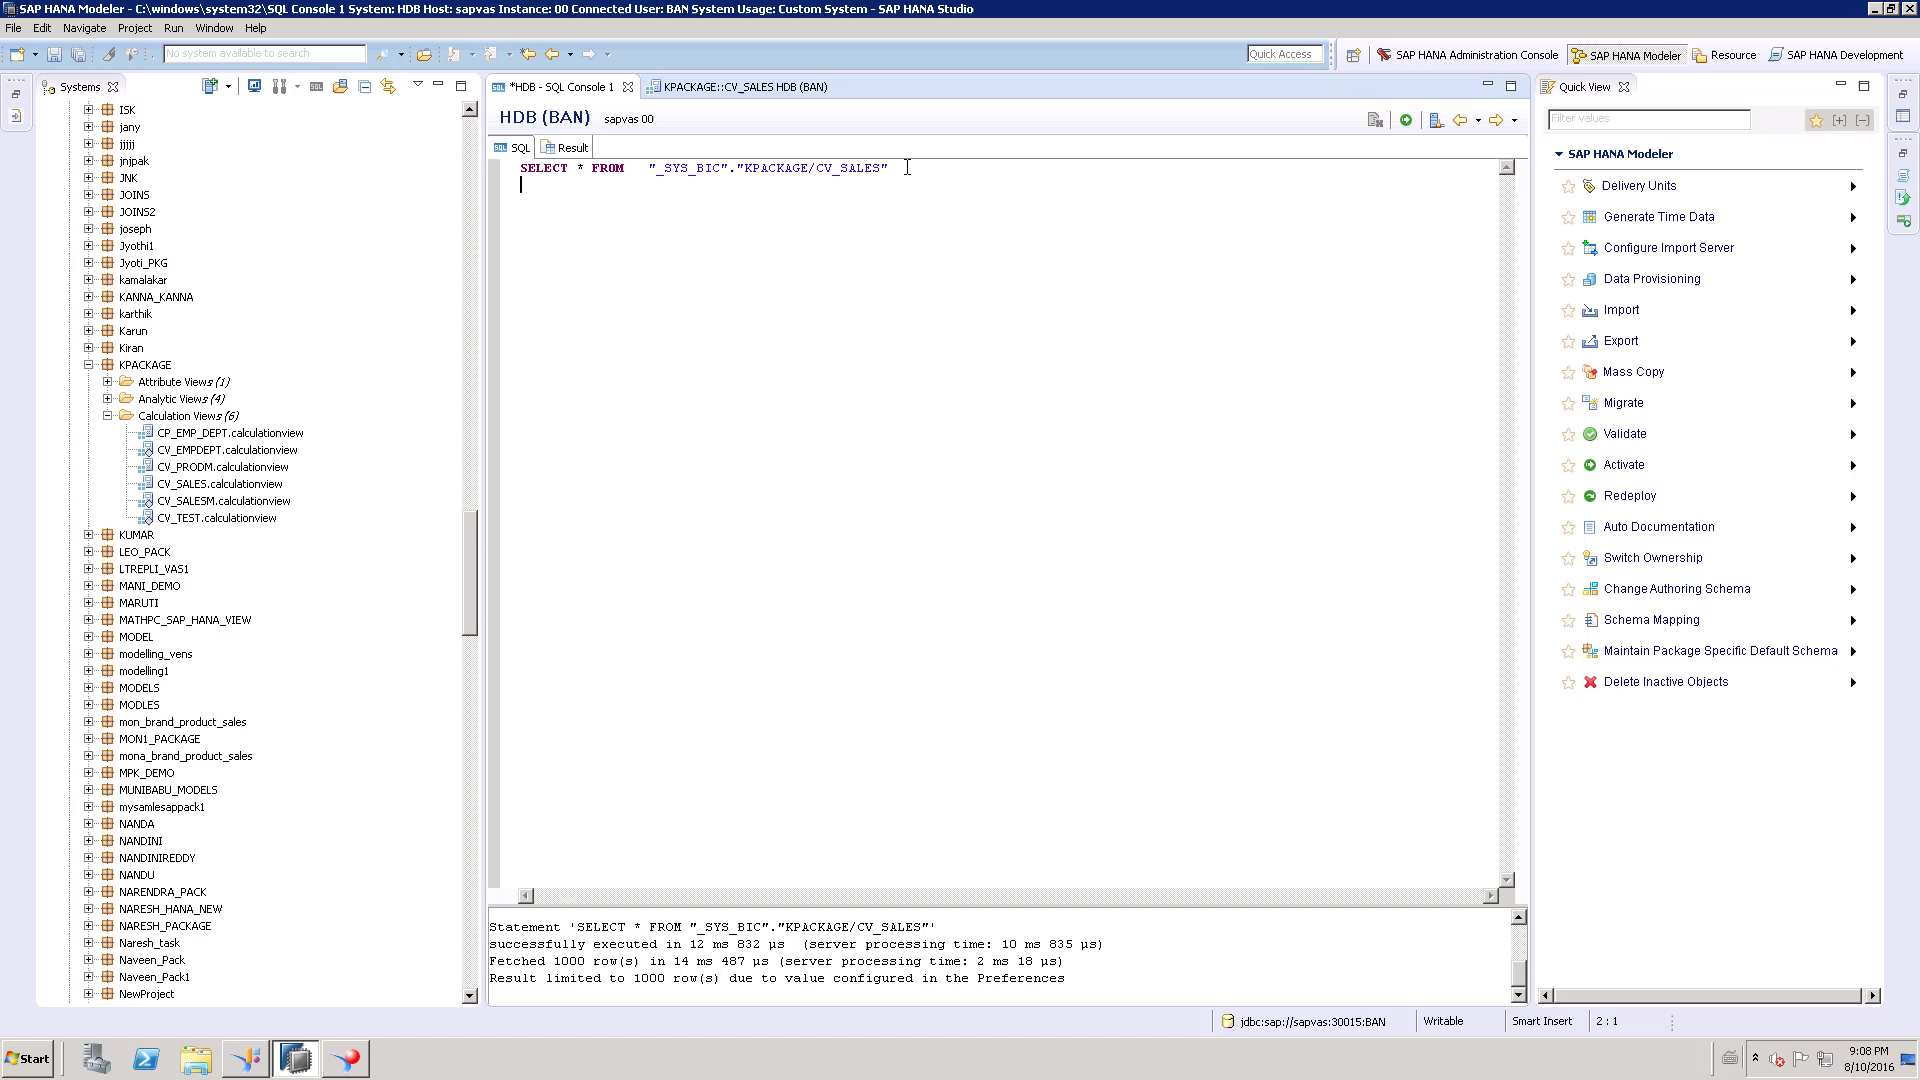 SAP HANA Modeler - C:\windows\system32\SQL Console 1 System: HDB Host: sapvas Instance: 00 Connected User: BAN System Usage: Custom System - SAP HANA Studio
File Edit Navigate Project Run Window Help
No system available to search
Quick Access
SAP HANA Administration Console
SAP HANA Modeler
Resource
SAP HANA Development
Systems
ISK
jany
jjjjj
jnjpak
JNK
JOINS
JOINS2
joseph
Jyothi1
Jyoti_PKG
kamalakar
KANNA_KANNA
karthik
Karun
Kiran
KPACKAGE
Attribute Views (1)
Analytic Views (4)
Calculation Views (6)
CP_EMP_DEPT.calculationview
CV_EMPDEPT.calculationview
CV_PRODM.calculationview
CV_SALES.calculationview
CV_SALESM.calculationview
CV_TEST.calculationview
KUMAR
LEO_PACK
LTREPLI_VAS1
MANI_DEMO
MARUTI
MATHPC_SAP_HANA_VIEW
MODEL
modelling_vens
modelling1
MODELS
MODLES
mon_brand_product_sales
MON1_PACKAGE
mona_brand_product_sales
MPK_DEMO
MUNIBABU_MODELS
mysamlesappack1
NANDA
NANDINI
NANDINIREDDY
NANDU
NARENDRA_PACK
NARESH_HANA_NEW
NARESH_PACKAGE
Naresh_task
Naveen_Pack
Naveen_Pack1
NewProject
*HDB - SQL Console 1
KPACKAGE::CV_SALES HDB (BAN)
HDB (BAN) sapvas 00
SQL Result
SELECT * FROM "_SYS_BIC"."KPACKAGE/CV_SALES"
Statement 'SELECT * FROM "_SYS_BIC"."KPACKAGE/CV_SALES"'
successfully executed in 12 ms 832 µs (server processing time: 10 ms 835 µs)
Fetched 1000 row(s) in 14 ms 487 µs (server processing time: 2 ms 18 µs)
Result limited to 1000 row(s) due to value configured in the Preferences
Quick View
Filter values
SAP HANA Modeler
Delivery Units
Generate Time Data
Configure Import Server
Data Provisioning
Import
Export
Mass Copy
Migrate
Validate
Activate
Redeploy
Auto Documentation
Switch Ownership
Change Authoring Schema
Schema Mapping
Maintain Package Specific Default Schema
Delete Inactive Objects
jdbc:sap://sapvas:30015:BAN
Writable
Smart Insert
2 : 1
Start
9:08 PM
8/10/2016